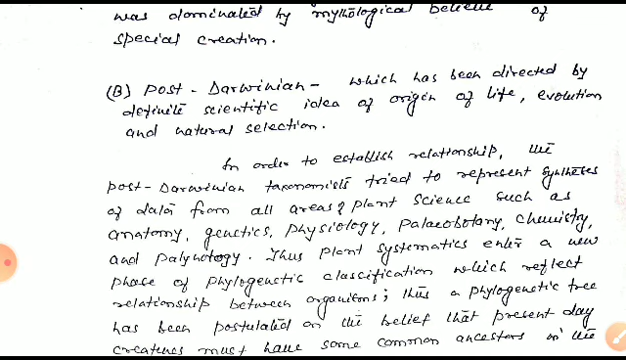 was dominated by mythological beliefs of
special creation.
(B) Post-Darwinian - which has been directed by
definite scientific idea of origin of life, evolution
and natural selection.
In order to establish relationship, the
post-Darwinian taxonomists tried to represent syntheses
of data from all areas of plant science such as
anatomy, genetics, physiology, palaeobotany, chemistry,
and palynology. Thus plant systematics enter a new
phase of phylogenetic classification which reflect
relationship between organisms; thus a phylogenetic tree
has been postulated on the belief that present day
creatures must have some common ancestors in the